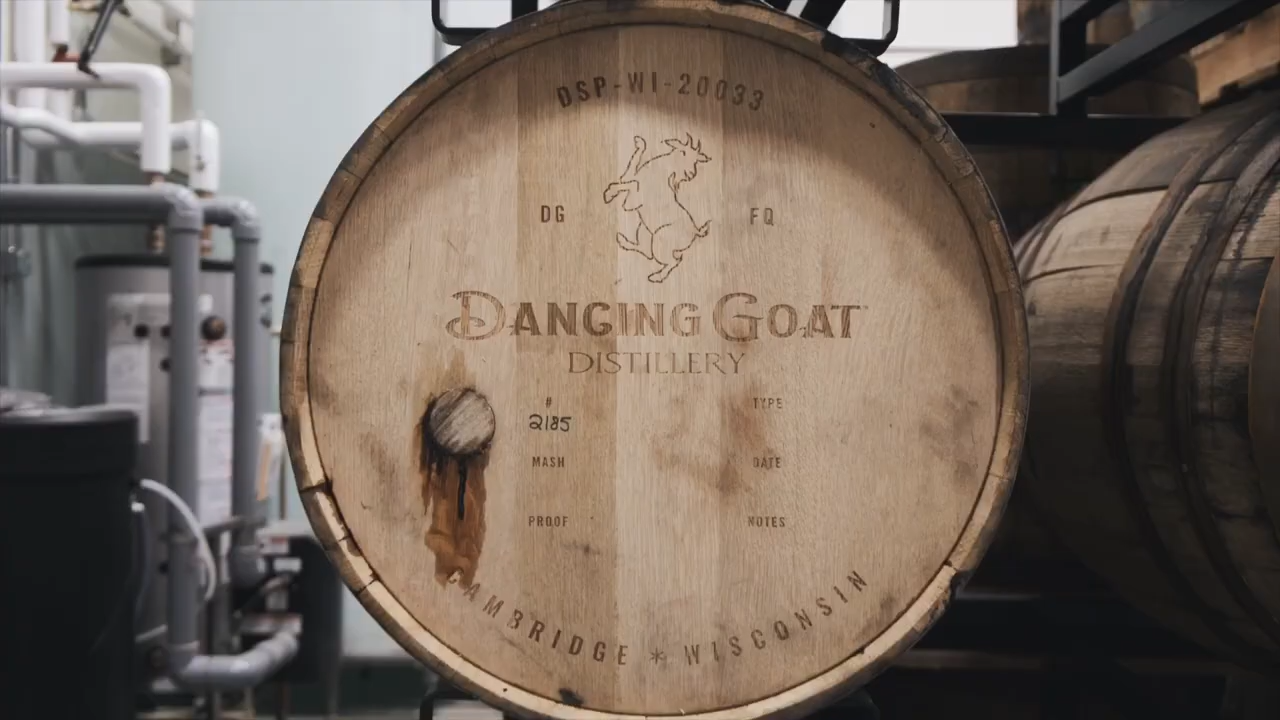 DSP-WI-20033
DG FQ
DANCING GOAT
DISTILLERY
# TYPE
2185
MASH DATE
PROOF NOTES
CAMBRIDGE * WISCONSIN